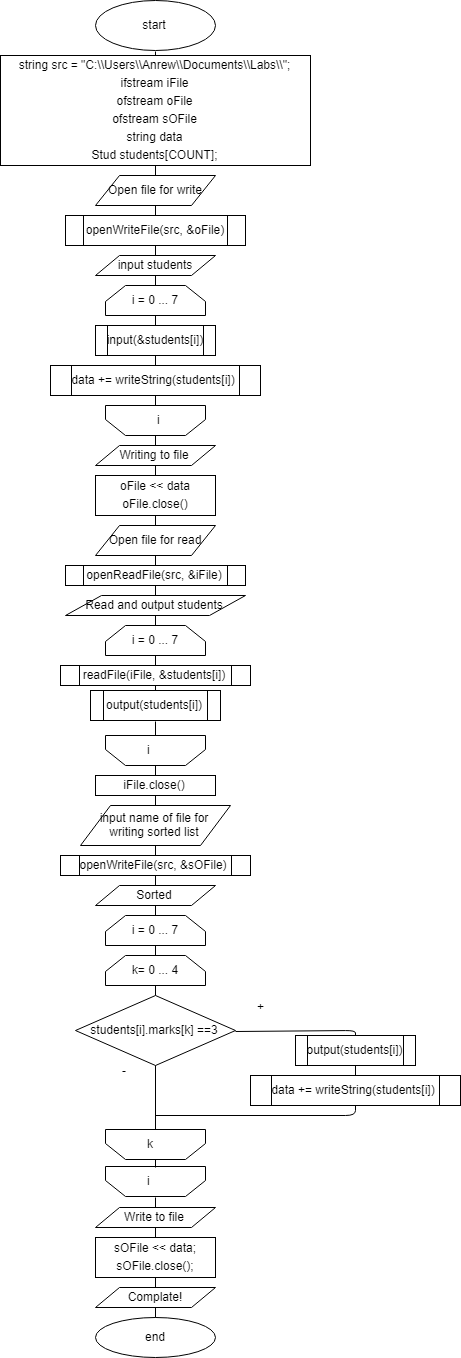 start
string src = "C:\\Users\\Anrew\\Documents\\Labs\\";
ifstream iFile
ofstream oFile
ofstream sOFile
string data
Stud students[COUNT];
Open file for write
openWriteFile(src, &oFile)
input students
i = 0 ... 7
input(&students[i])
data += writeString(students[i])
i
Writing to file
oFile << data
oFile.close()
Open file for read
openReadFile(src, &iFile)
Read and output students
i = 0 ... 7
readFile(iFile, &students[i])
output(students[i])
i
iFile.close()
input name of file for
writing sorted list
openWriteFile(src, &sOFile)
Sorted
i = 0 ... 7
k= 0 ... 4
+
students[i].marks[k] ==3
output(students[i])
-
data += writeString(students[i])
k
i
Write to file
sOFile << data;
sOFile.close();
Complate!
end